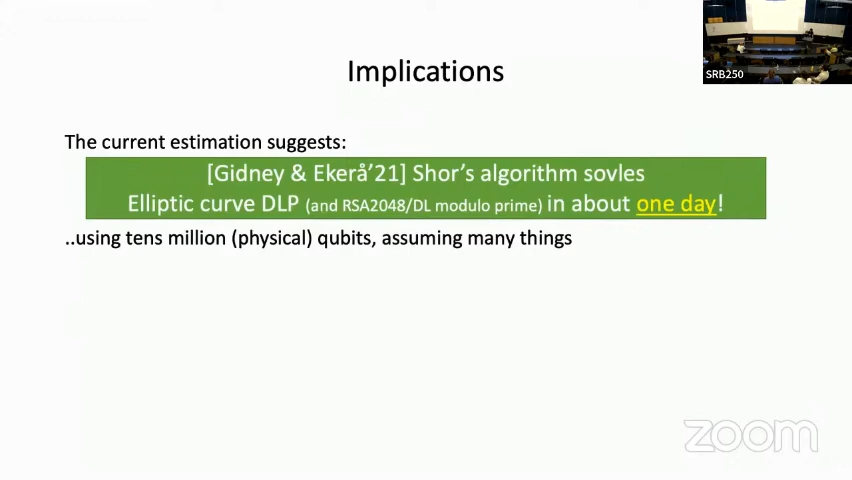 Implications
SRB250
The current estimation suggests:
[Gidney & Ekerå’21] Shor’s algorithm sovles
Elliptic curve DLP (and RSA2048/DL modulo prime) in about one day!
..using tens million (physical) qubits, assuming many things
zoom